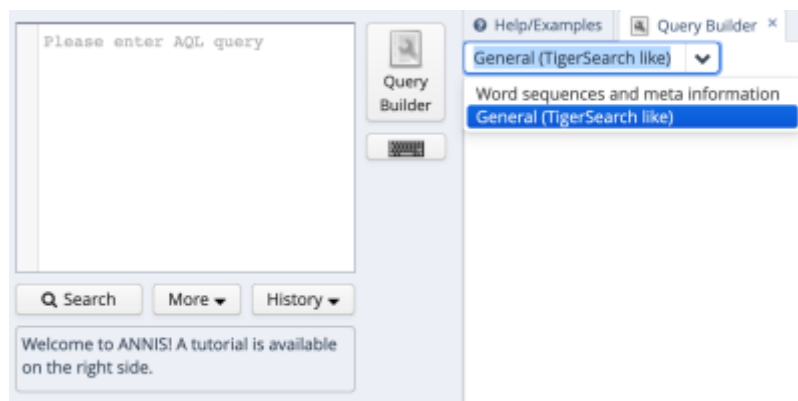 Please enter AQL query
Query
Builder
Search
More
History
Welcome to ANNIS! A tutorial is available
on the right side.
Help/Examples
Query Builder ×
General (TigerSearch like)
Word sequences and meta information
General (TigerSearch like)